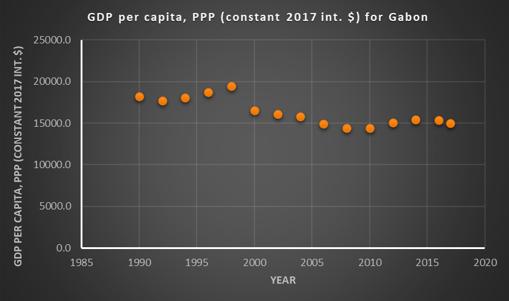 GDP per capita, PPP (constant 2017 int. $) for Gabon
GDP PER CAPITA, PPP (CONSTANT 2017 INT. $)
25000.0
20000.0
15000.0
10000.0
5000.0
0.0
1985 1990 1995 2000 2005 2010 2015 2020
YEAR